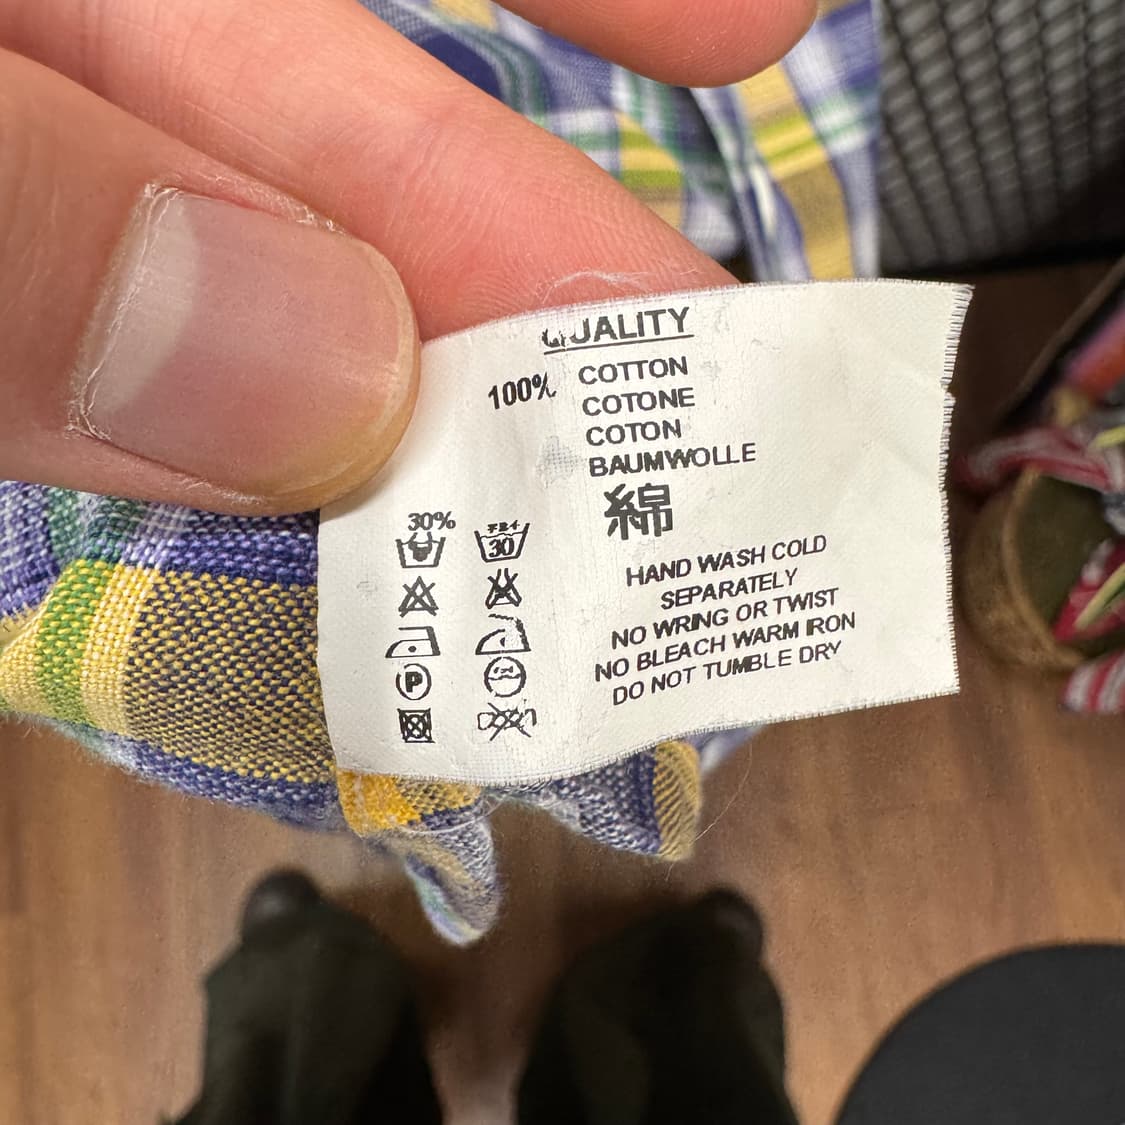 QUALITY
100% COTTON
COTONE
COTON
BAUMWOLLE
綿
30%
30
P
HAND WASH COLD
SEPARATELY
NO WRING OR TWIST
NO BLEACH WARM IRON
DO NOT TUMBLE DRY